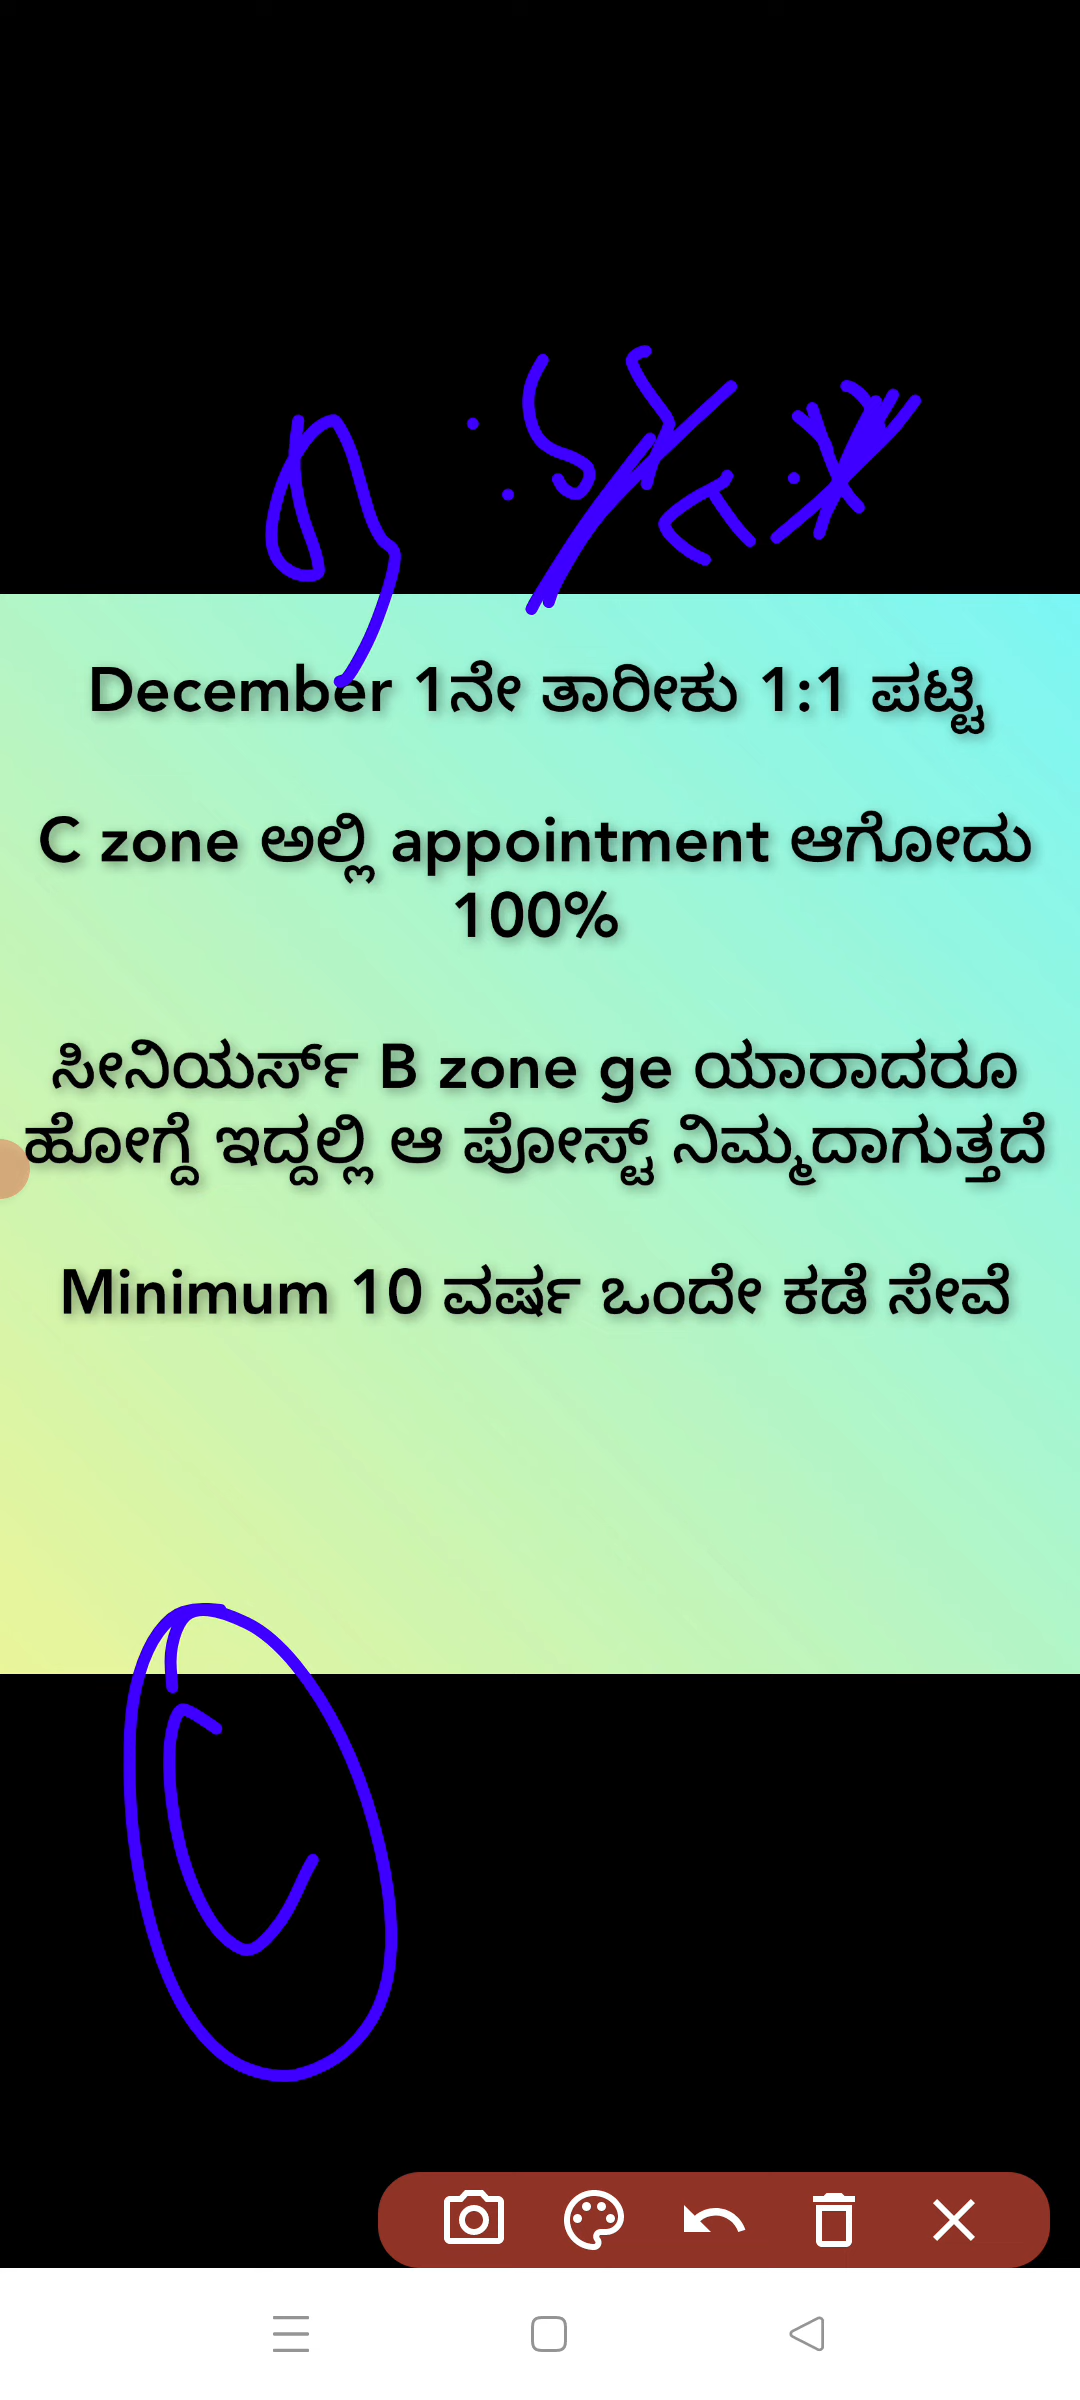 December 1ನೇ ತಾರೀಕು 1:1 ಪಟ್ಟಿ
C zone ಅಲ್ಲಿ appointment ಆಗೋದು
100%
ಸೀನಿಯರ್ಸ್ B zone ge ಯಾರಾದರೂ
ಹೋಗ್ದೆ ಇದ್ದಲ್ಲಿ ಆ ಪೋಸ್ಟ್ ನಿಮ್ಮದಾಗುತ್ತದೆ
Minimum 10 ವರ್ಷ ಒಂದೇ ಕಡೆ ಸೇವೆ
C